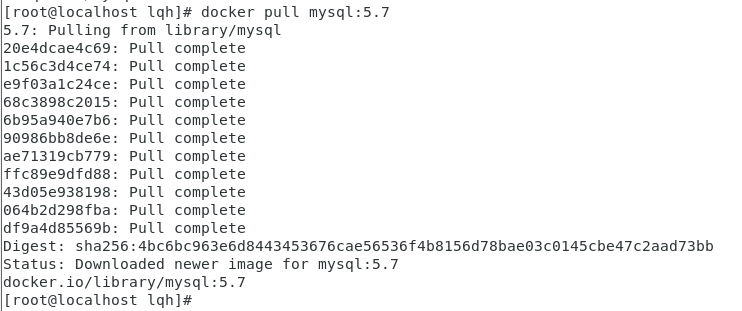 [root@localhost lqh]# docker pull mysql:5.7
5.7: Pulling from library/mysql
20e4dcae4c69: Pull complete
1c56c3d4ce74: Pull complete
e9f03a1c24ce: Pull complete
68c3898c2015: Pull complete
6b95a940e7b6: Pull complete
90986bb8de6e: Pull complete
ae71319cb779: Pull complete
ffc89e9dfd88: Pull complete
43d05e938198: Pull complete
064b2d298fba: Pull complete
df9a4d85569b: Pull complete
Digest: sha256:4bc6bc963e6d8443453676cae56536f4b8156d78bae03c0145cbe47c2aad73bb
Status: Downloaded newer image for mysql:5.7
docker.io/library/mysql:5.7
[root@localhost lqh]#